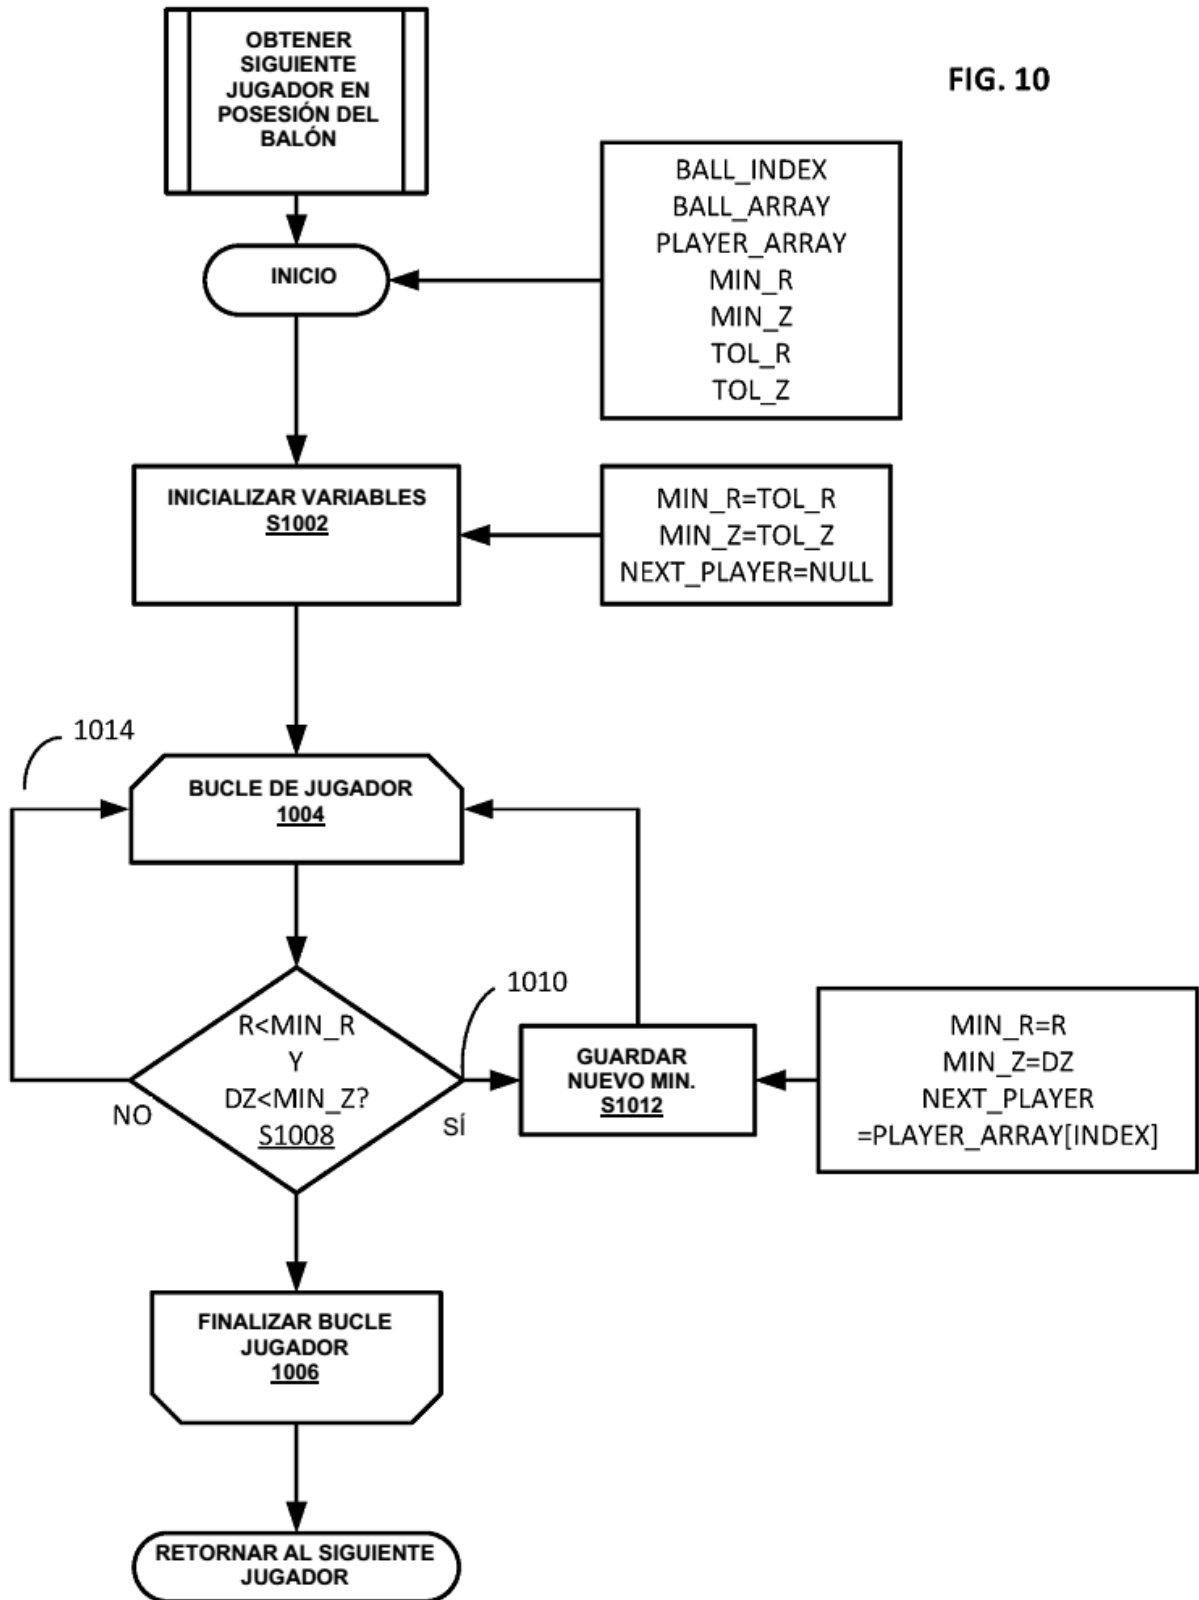 OBTENER
SIGUIENTE
JUGADOR EN
POSESIÓN DEL
BALÓN
FIG. 10
INICIO
BALL_INDEX
BALL_ARRAY
PLAYER_ARRAY
MIN_R
MIN_Z
TOL_R
TOL_Z
INICIALIZAR VARIABLES
S1002
MIN_R=TOL_R
MIN_Z=TOL_Z
NEXT_PLAYER=NULL
1014
BUCLE DE JUGADOR
1004
R<MIN_R
Y
DZ<MIN_Z?
S1008
NO
SÍ
1010
GUARDAR
NUEVO MIN.
S1012
MIN_R=R
MIN_Z=DZ
NEXT_PLAYER
=PLAYER_ARRAY[INDEX]
FINALIZAR BUCLE
JUGADOR
1006
RETORNAR AL SIGUIENTE
JUGADOR